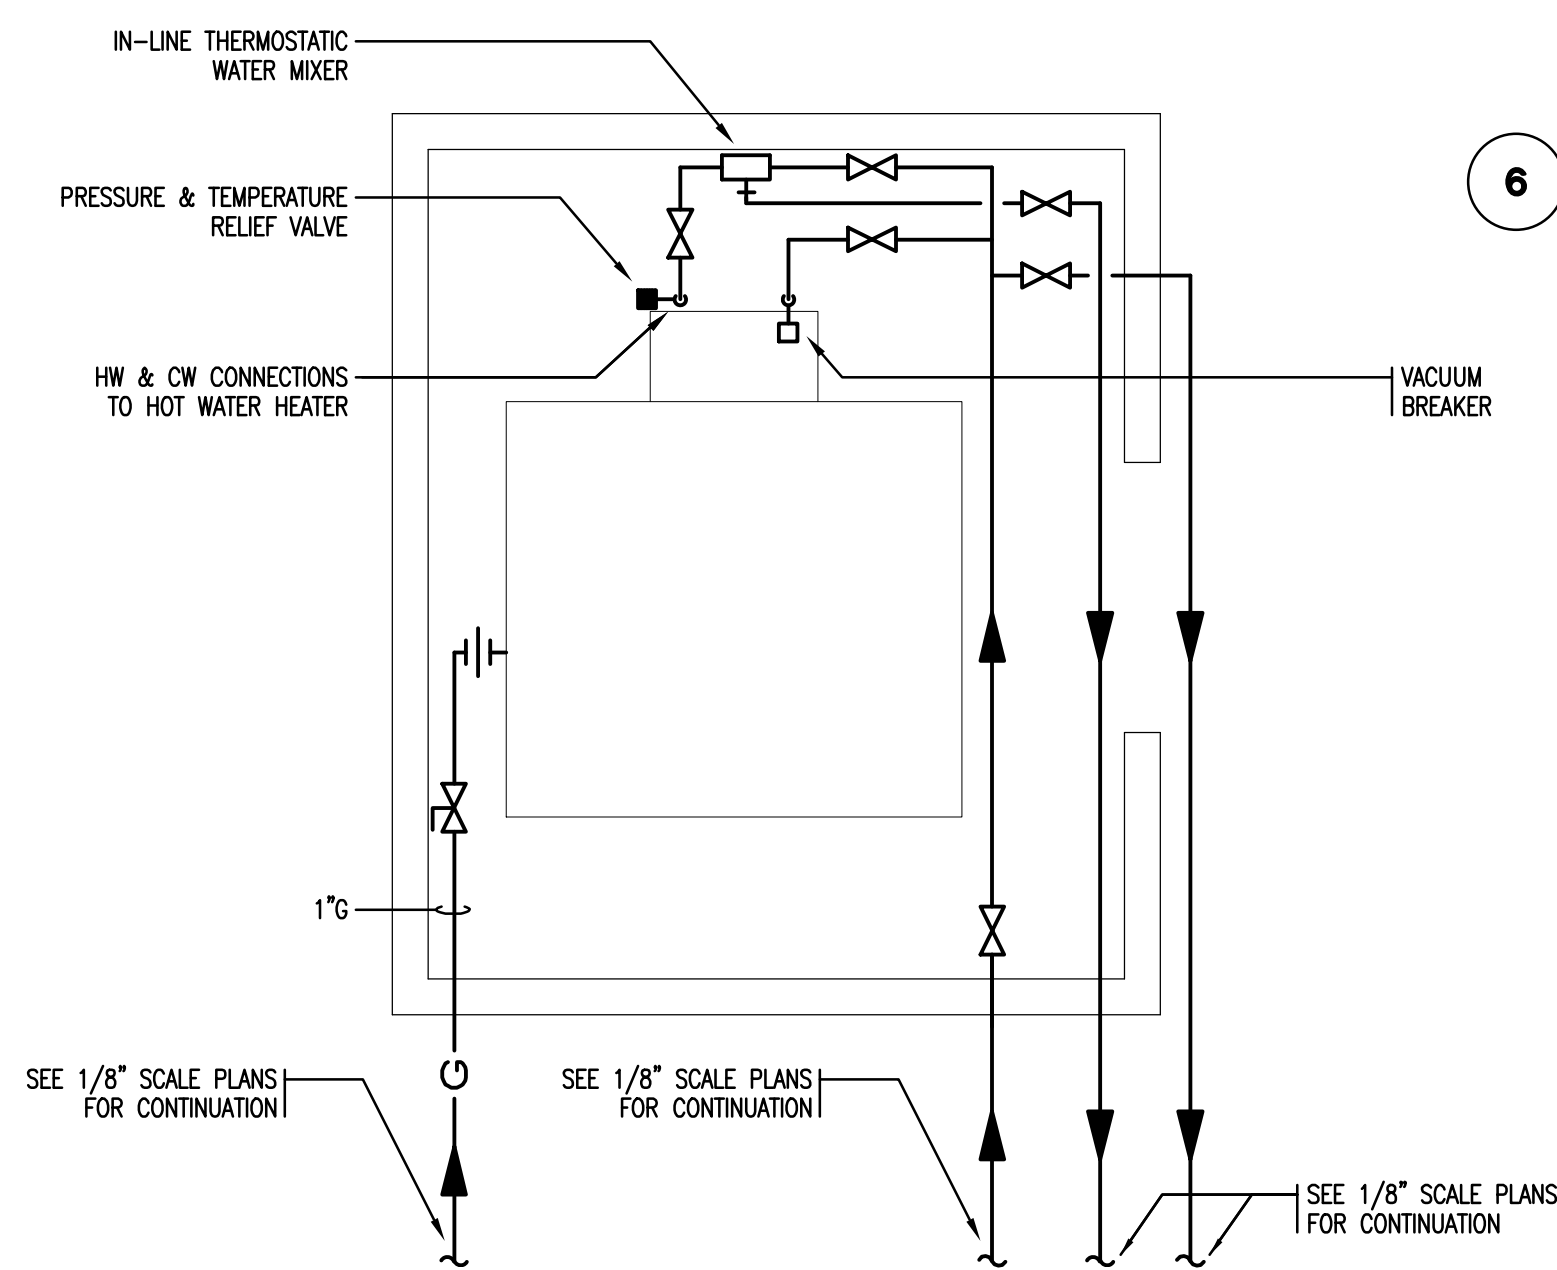 IN-LINE THERMOSTATIC
WATER MIXER
6
PRESSURE & TEMPERATURE
RELIEF VALVE
HW & CW CONNECTIONS
TO HOT WATER HEATER
VACUUM
BREAKER
1"G
G
SEE 1/8" SCALE PLANS
FOR CONTINUATION
SEE 1/8" SCALE PLANS
FOR CONTINUATION
SEE 1/8" SCALE PLANS
FOR CONTINUATION